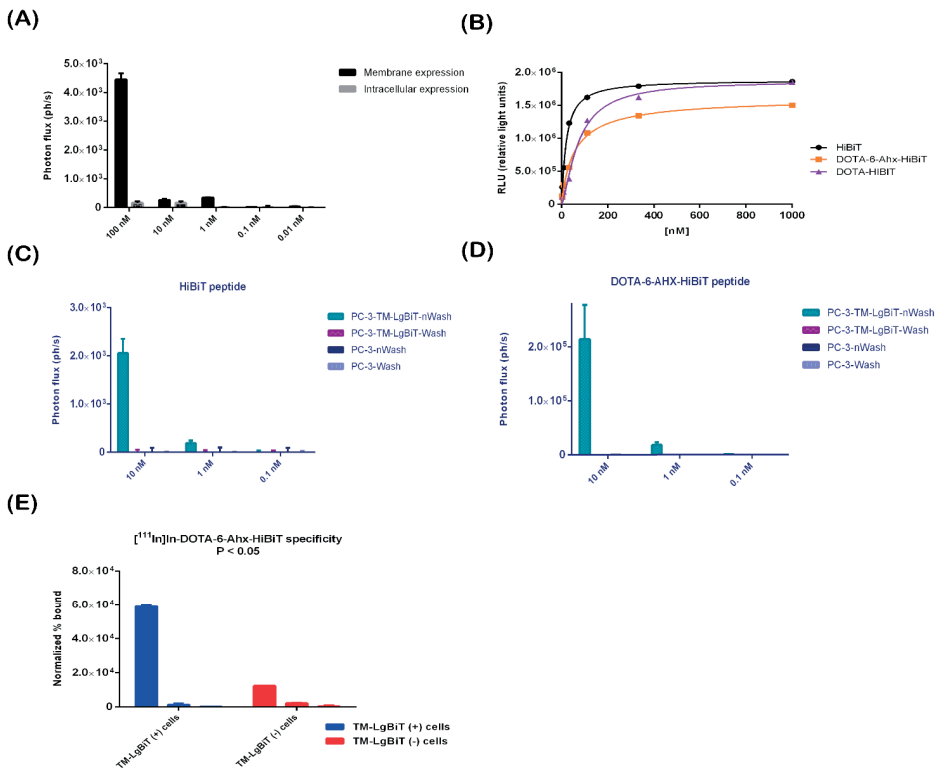 (A)
5.0×10³
4.0×10³
3.0×10³
2.0×10³
1.0×10³
0
Photon flux (ph/s)
100 nM
10 nM
1 nM
0.1 nM
0.01 nM
Membrane expression
Intracellular expression
(B)
2.0×10⁶
1.5×10⁶
1.0×10⁶
5.0×10⁵
0
RLU (relative light units)
0 200 400 600 800 1000
[nM]
HiBiT
DOTA-6-Ahx-HiBiT
DOTA-HIBIT
(C)
HiBiT peptide
3.0×10³
2.0×10³
1.0×10³
0
Photon flux (ph/s)
10 nM
1 nM
0.1 nM
PC-3-TM-LgBiT-nWash
PC-3-TM-LgBiT-Wash
PC-3-nWash
PC-3-Wash
(D)
DOTA-6-AHX-HiBiT peptide
2.0×10⁵
1.0×10⁵
0
Photon flux (ph/s)
10 nM
1 nM
0.1 nM
PC-3-TM-LgBiT-nWash
PC-3-TM-LgBiT-Wash
PC-3-nWash
PC-3-Wash
(E)
[¹¹¹In]In-DOTA-6-Ahx-HiBiT specificity
P < 0.05
8.0×10⁴
6.0×10⁴
4.0×10⁴
2.0×10⁴
0
Normalized % bound
TM-LgBiT (+) cells
TM-LgBiT (-) cells
TM-LgBiT (+) cells
TM-LgBiT (-) cells